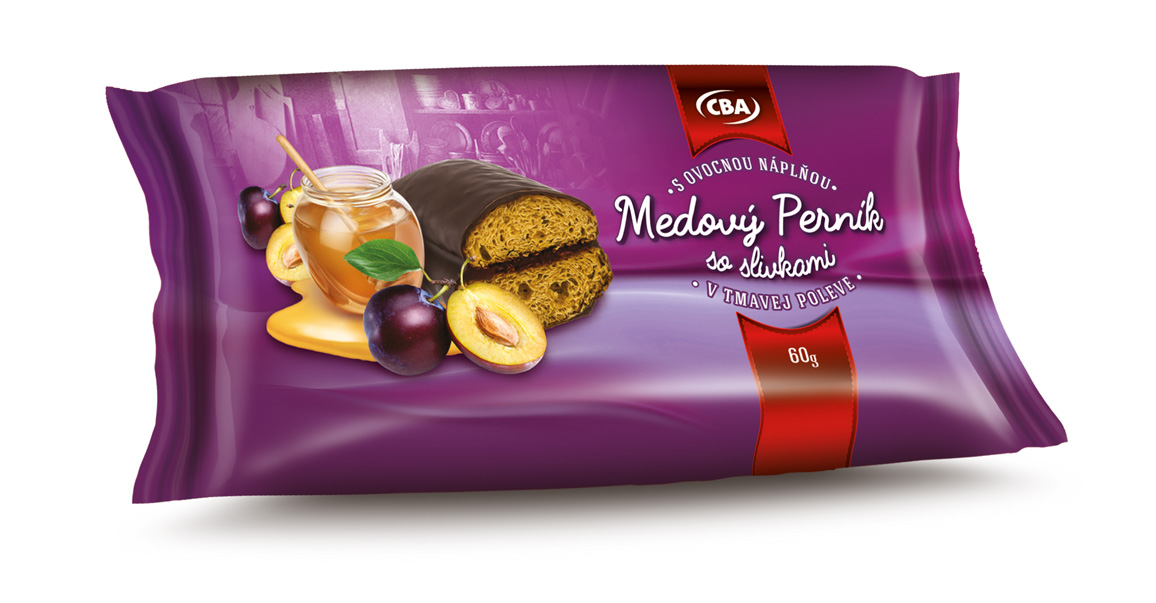 CBA
• S OVOCNOU NÁPLŇOU •
Medový Perník
so slivkami
• V TMAVEJ POLEVE •
60g